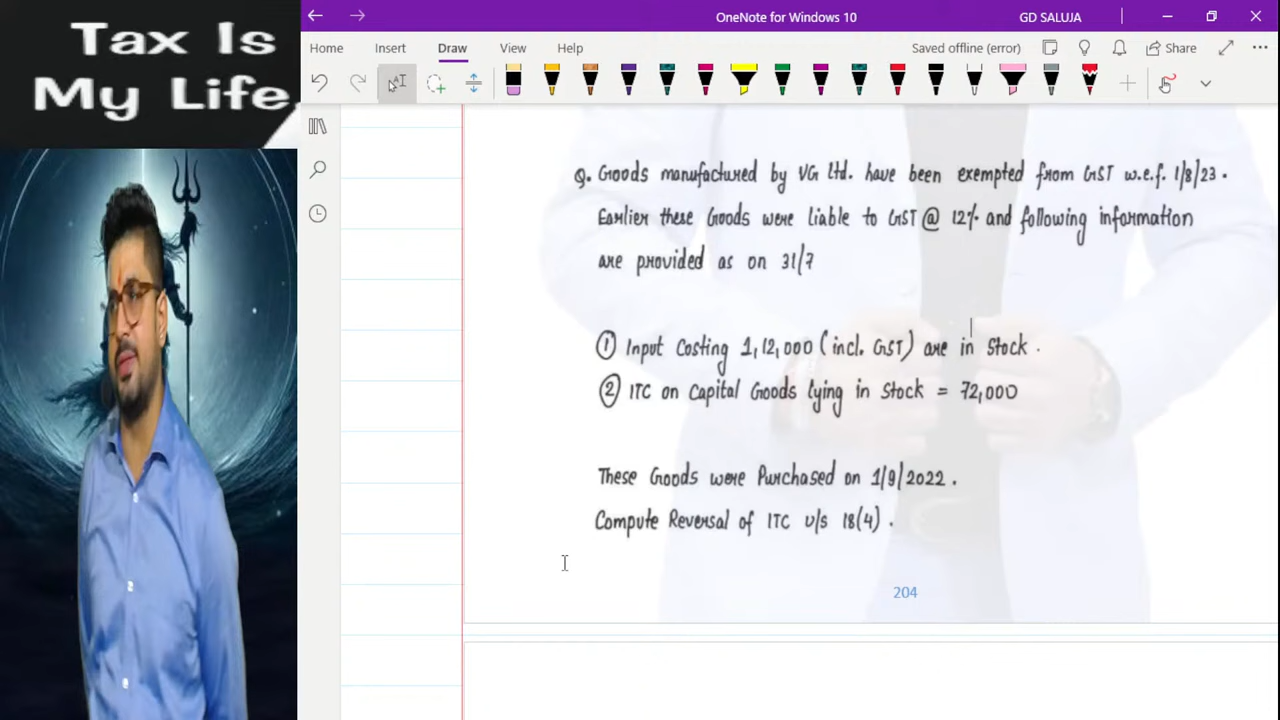 Tax Is
My Life
OneNote for Windows 10
GD SALUJA
Home Insert Draw View Help
Saved offline (error)
Share
Q. Goods manufactured by VG Ltd. have been exempted from GST w.e.f. 1/8/23.
Earlier these Goods were liable to GST @ 12% and following information
are provided as on 31/7
① Input Costing 1,12,000 (incl. GST) are in Stock.
② ITC on Capital Goods lying in Stock = 72,000
These Goods were Purchased on 1/9/2022.
Compute Reversal of ITC U/s 18(4).
204